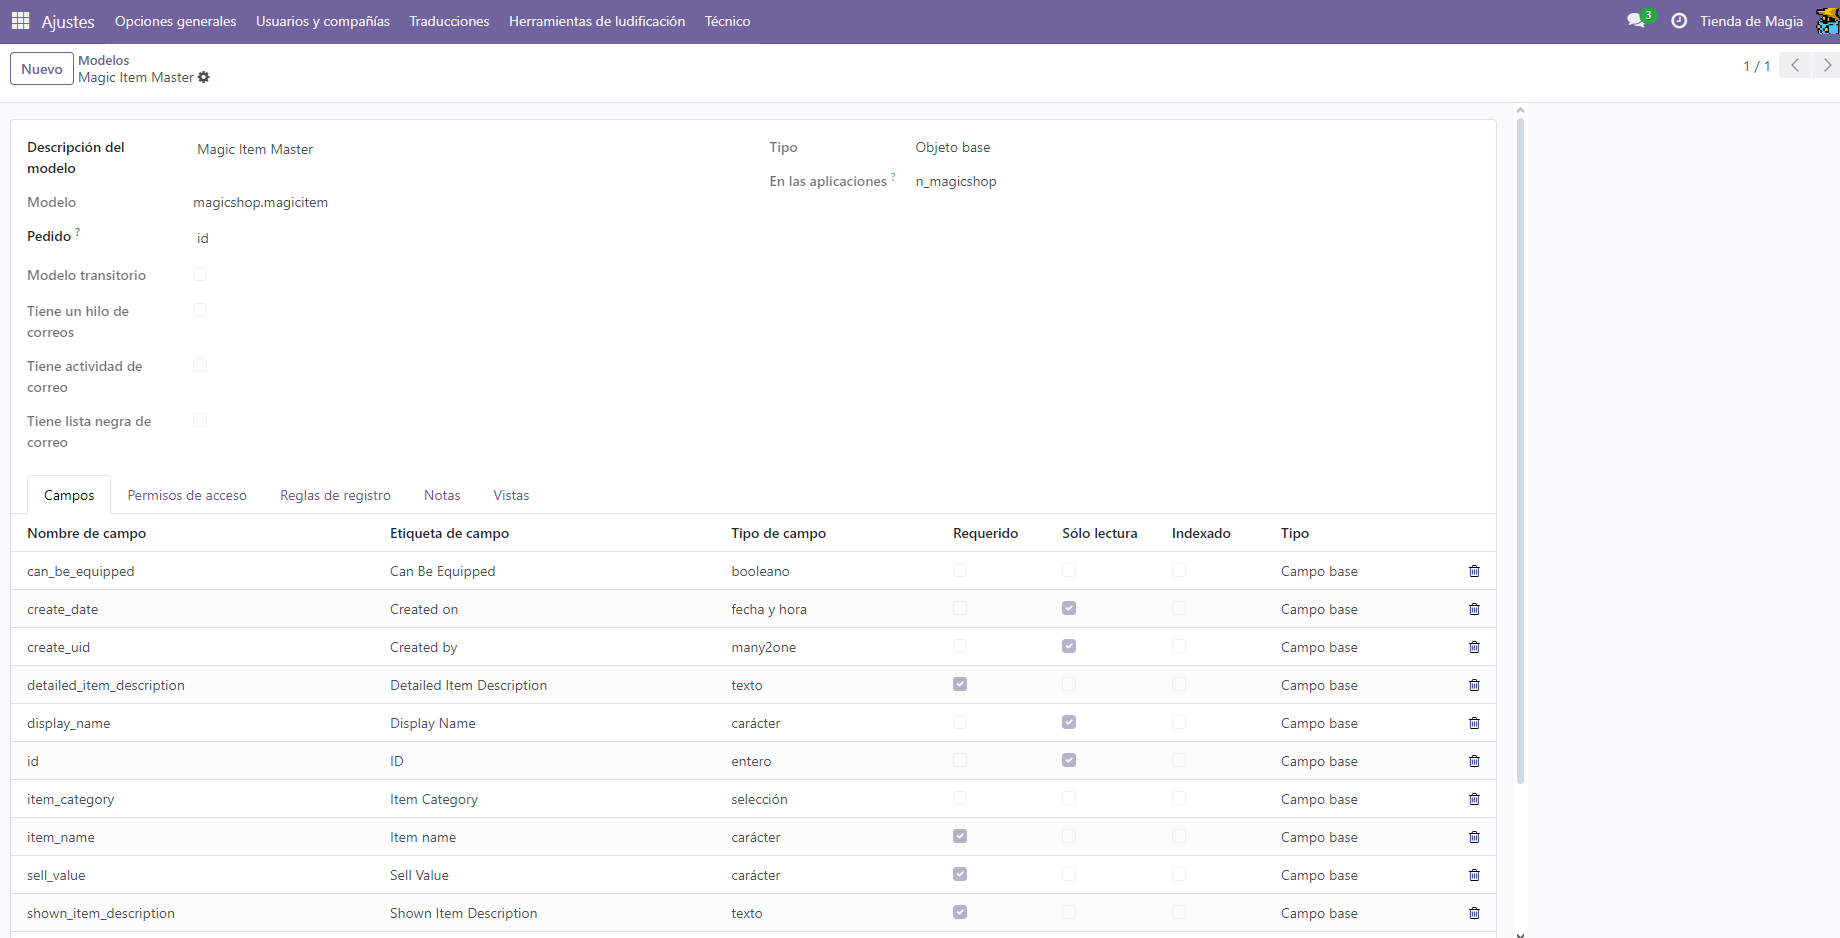 Ajustes Opciones generales Usuarios y compañías Traducciones Herramientas de ludificación Técnico 3 Tienda de Magia
Nuevo Modelos
Magic Item Master 1 / 1
Descripción del modelo Magic Item Master Tipo Objeto base
En las aplicaciones ? n_magicshop
Modelo magicshop.magicitem
Pedido ? id
Modelo transitorio
Tiene un hilo de correos
Tiene actividad de correo
Tiene lista negra de correo
Campos Permisos de acceso Reglas de registro Notas Vistas
Nombre de campo Etiqueta de campo Tipo de campo Requerido Sólo lectura Indexado Tipo
can_be_equipped Can Be Equipped booleano Campo base
create_date Created on fecha y hora Campo base
create_uid Created by many2one Campo base
detailed_item_description Detailed Item Description texto Campo base
display_name Display Name carácter Campo base
id ID entero Campo base
item_category Item Category selección Campo base
item_name Item name carácter Campo base
sell_value Sell Value carácter Campo base
shown_item_description Shown Item Description texto Campo base